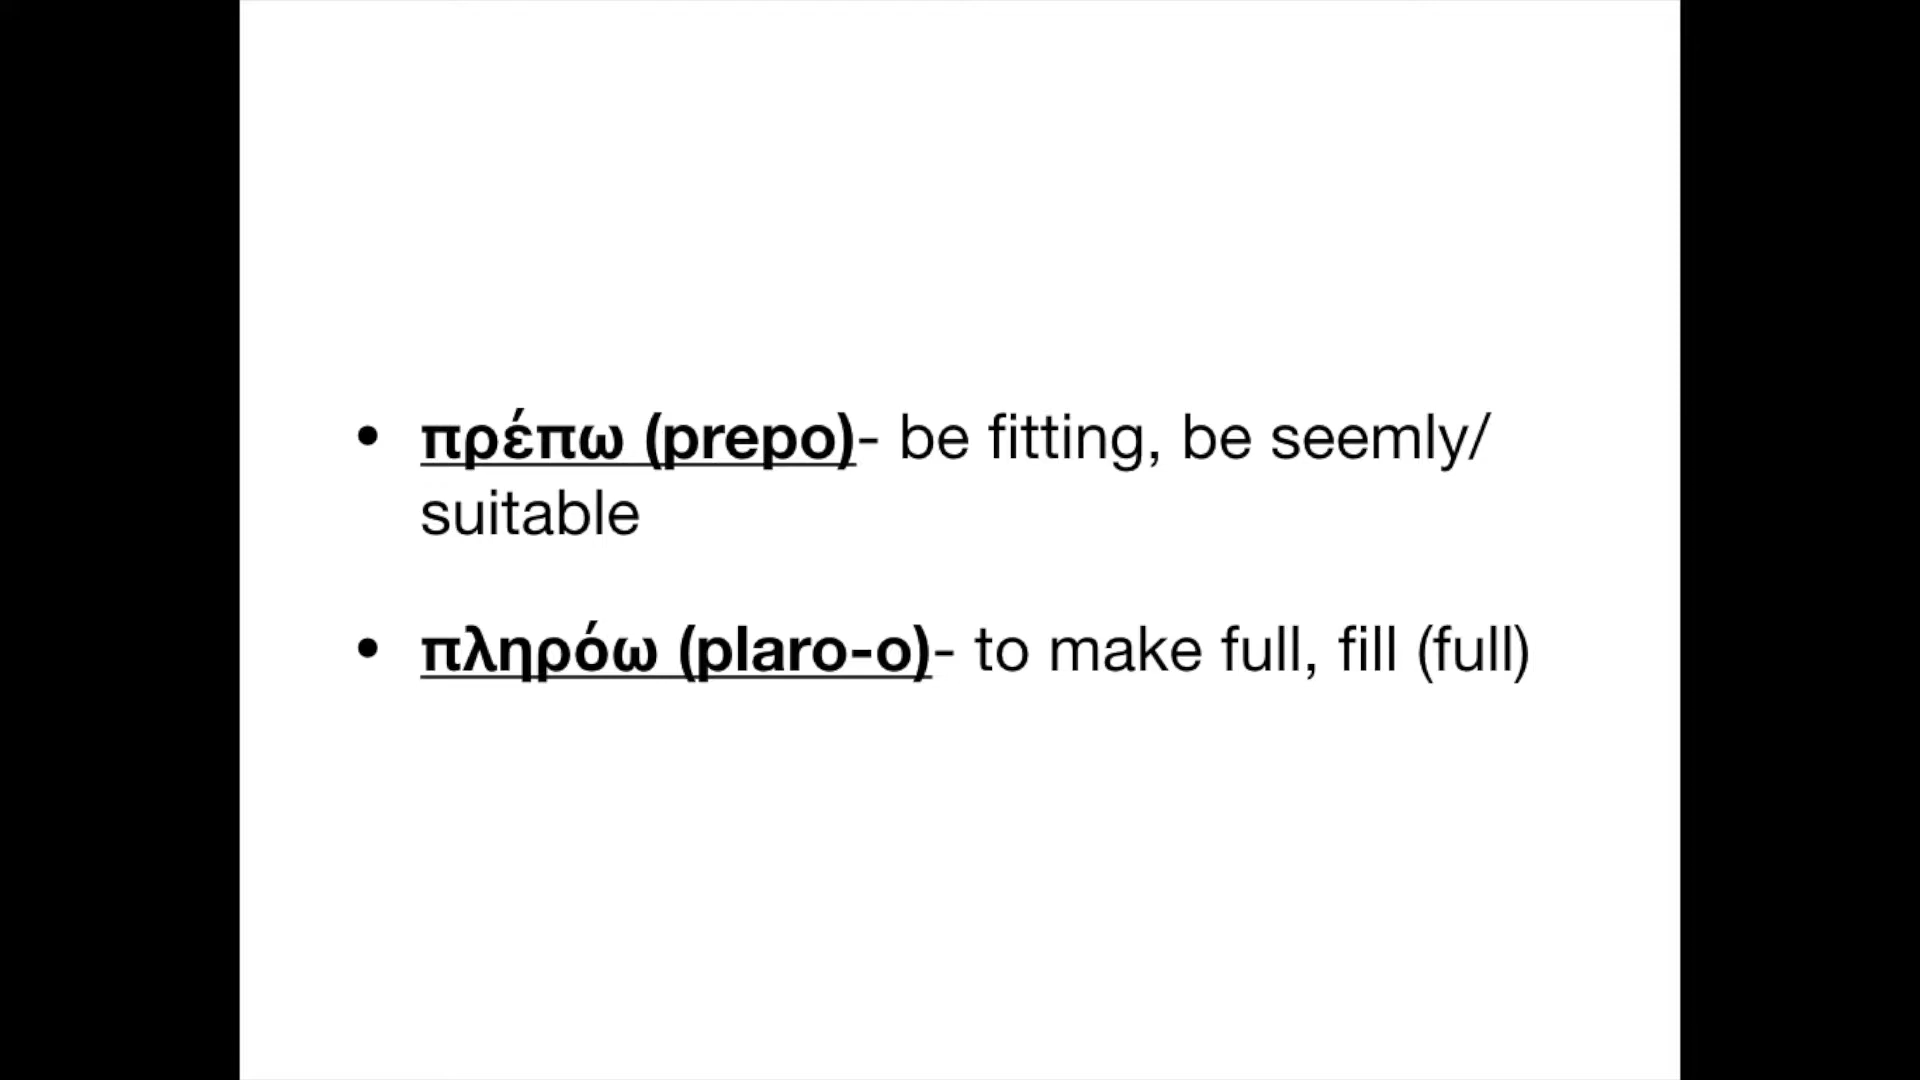 • πρέπω (prepo)- be fitting, be seemly/
suitable
• πληρόω (plaro-o)- to make full, fill (full)